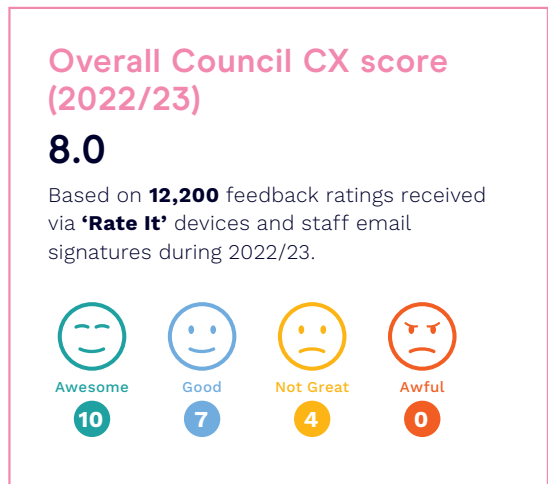 Overall Council CX score
(2022/23)
8.0
Based on 12,200 feedback ratings received
via ‘Rate It’ devices and staff email
signatures during 2022/23.
Awesome Good Not Great Awful
10 7 4 0